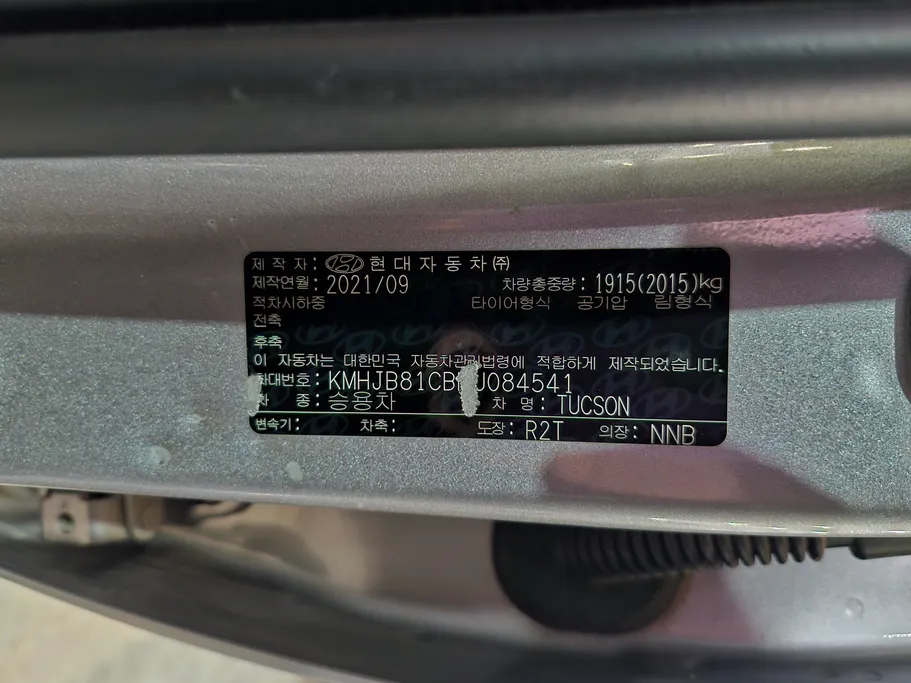 제 작 자 : 현대자동차㈜
제작연월 : 2021/09 차량총중량 : 1915(2015)kg
적차시하중 타이어형식 공기압 림형식
전축
후축
이 자동차는 대한민국 자동차관리법령에 적합하게 제작되었습니다.
차대번호 :
차 종 : 승용차 차 명 : TUCSON
변속기 : 차축 : 도장 : R2T 의장 : NNB